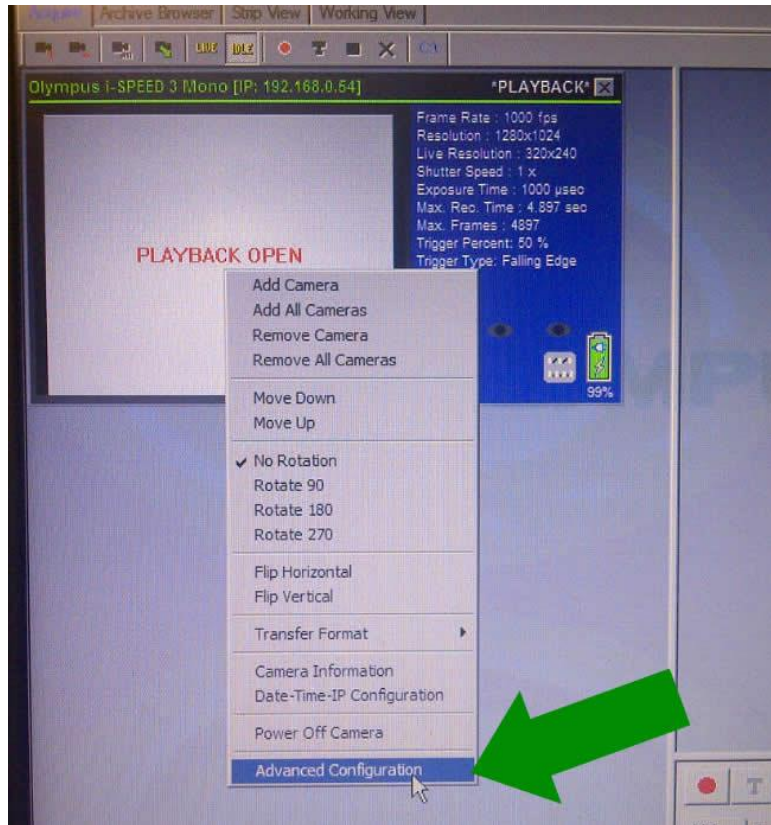 Acquire Archive Browser Strip View Working View
LIVE IDLE T
Olympus i-SPEED 3 Mono [IP: 192.168.0.54] *PLAYBACK*
Frame Rate : 1000 fps
Resolution : 1280x1024
Live Resolution : 320x240
Shutter Speed : 1 x
Exposure Time : 1000 µsec
Max. Rec. Time : 4.897 sec
Max. Frames : 4897
Trigger Percent: 50 %
Trigger Type: Falling Edge
PLAYBACK OPEN
99%
Add Camera
Add All Cameras
Remove Camera
Remove All Cameras
Move Down
Move Up
No Rotation
Rotate 90
Rotate 180
Rotate 270
Flip Horizontal
Flip Vertical
Transfer Format
Camera Information
Date-Time-IP Configuration
Power Off Camera
Advanced Configuration
T